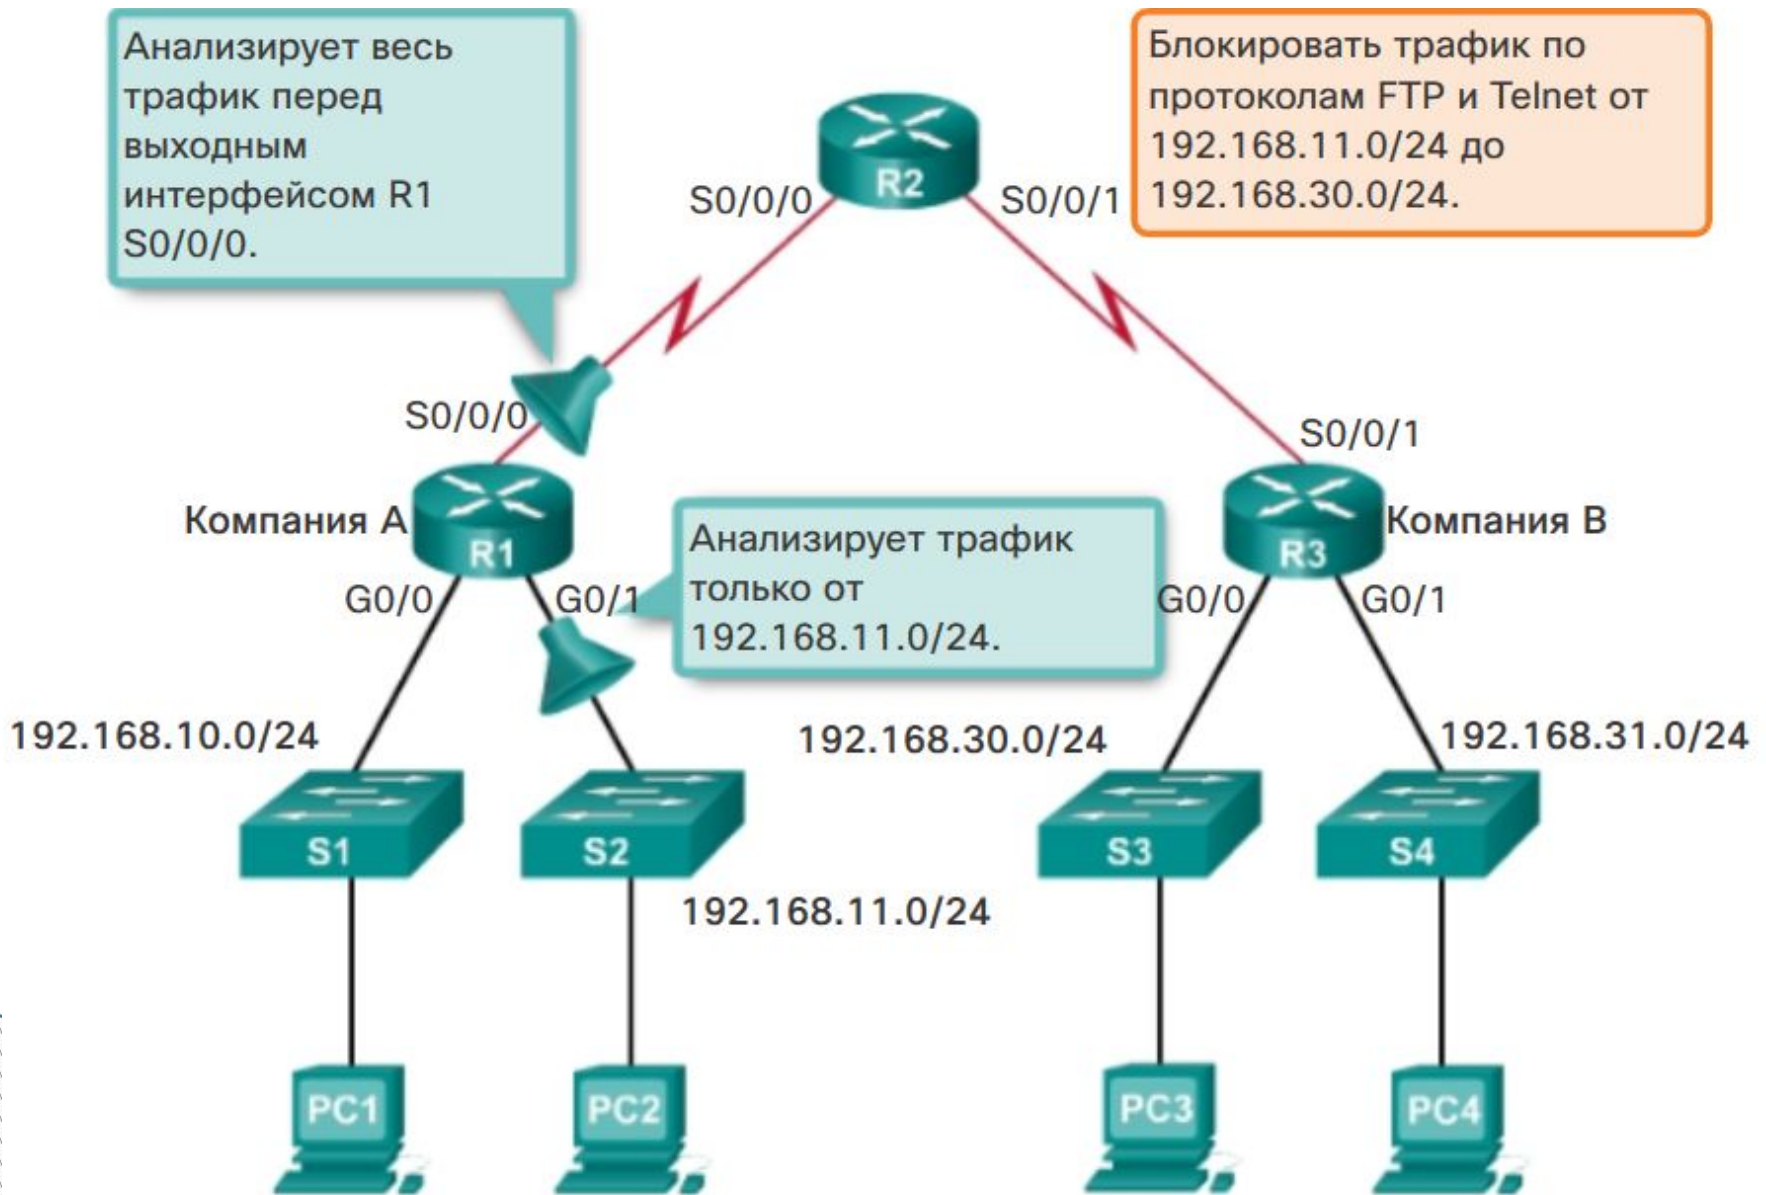 Анализирует весь
трафик перед
выходным
интерфейсом R1
S0/0/0.
Блокировать трафик по
протоколам FTP и Telnet от
192.168.11.0/24 до
192.168.30.0/24.
R2
S0/0/0
S0/0/1
S0/0/0
S0/0/1
Компания A
R1
Анализирует трафик
только от
192.168.11.0/24.
R3
Компания B
G0/0
G0/1
G0/0
G0/1
192.168.10.0/24
192.168.30.0/24
192.168.31.0/24
S1
S2
S3
S4
192.168.11.0/24
PC1
PC2
PC3
PC4